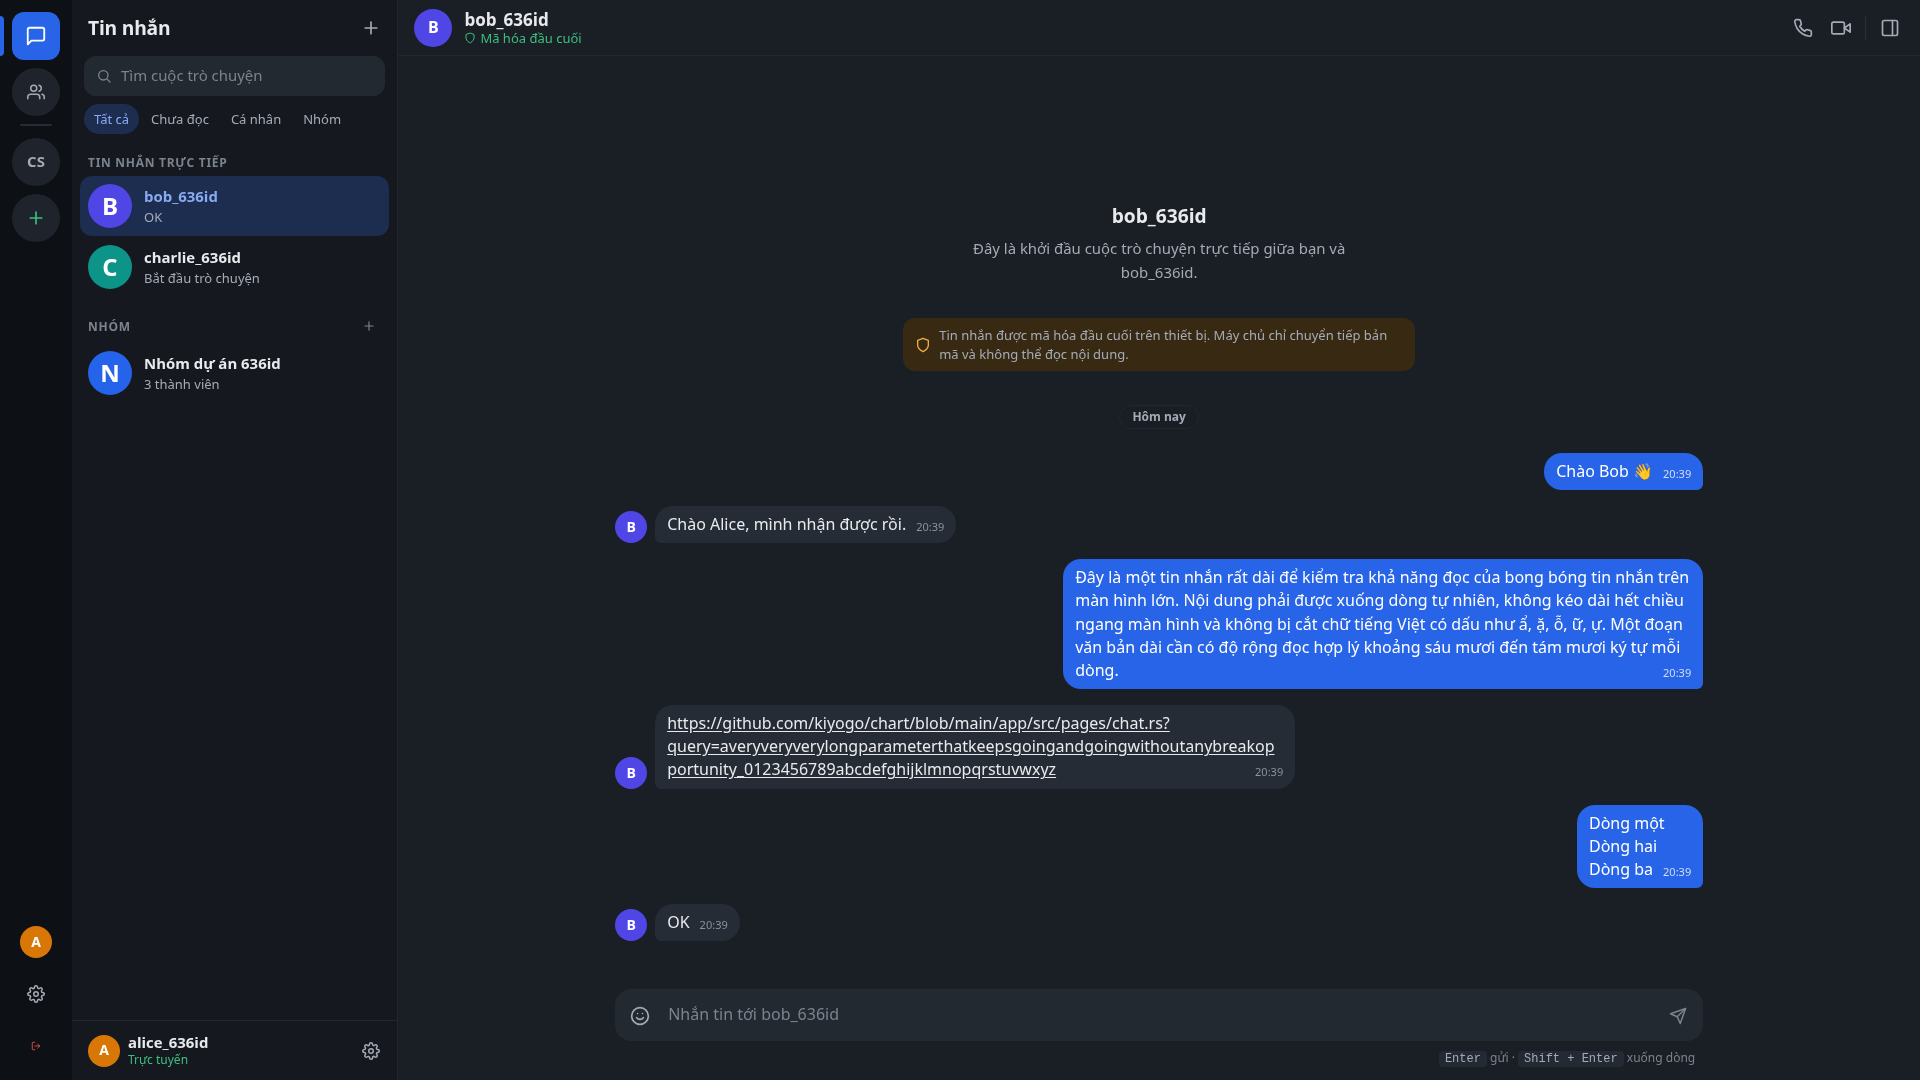 CS
A
Tin nhắn
Tìm cuộc trò chuyện
Tất cả
Chưa đọc
Cá nhân
Nhóm
TIN NHẮN TRỰC TIẾP
B
bob_636id
OK
C
charlie_636id
Bắt đầu trò chuyện
NHÓM
N
Nhóm dự án 636id
3 thành viên
A
alice_636id
Trực tuyến
B
bob_636id
Mã hóa đầu cuối
bob_636id
Đây là khởi đầu cuộc trò chuyện trực tiếp giữa bạn và
bob_636id.
Tin nhắn được mã hóa đầu cuối trên thiết bị. Máy chủ chỉ chuyển tiếp bản
mã và không thể đọc nội dung.
Hôm nay
Chào Bob 👋 20:39
B
Chào Alice, mình nhận được rồi. 20:39
Đây là một tin nhắn rất dài để kiểm tra khả năng đọc của bong bóng tin nhắn trên
màn hình lớn. Nội dung phải được xuống dòng tự nhiên, không kéo dài hết chiều
ngang màn hình và không bị cắt chữ tiếng Việt có dấu như ẩ, ặ, ỗ, ữ, ự. Một đoạn
văn bản dài cần có độ rộng đọc hợp lý khoảng sáu mươi đến tám mươi ký tự mỗi
dòng. 20:39
https://github.com/kiyogo/chart/blob/main/app/src/pages/chat.rs?
query=averyveryverylongparameterthatkeepsgoingandgoingwithoutanybreakop
portunity_0123456789abcdefghijklmnopqrstuvwxyz 20:39
B
Dòng một
Dòng hai
Dòng ba 20:39
B
OK 20:39
Nhắn tin tới bob_636id
Enter gửi · Shift + Enter xuống dòng